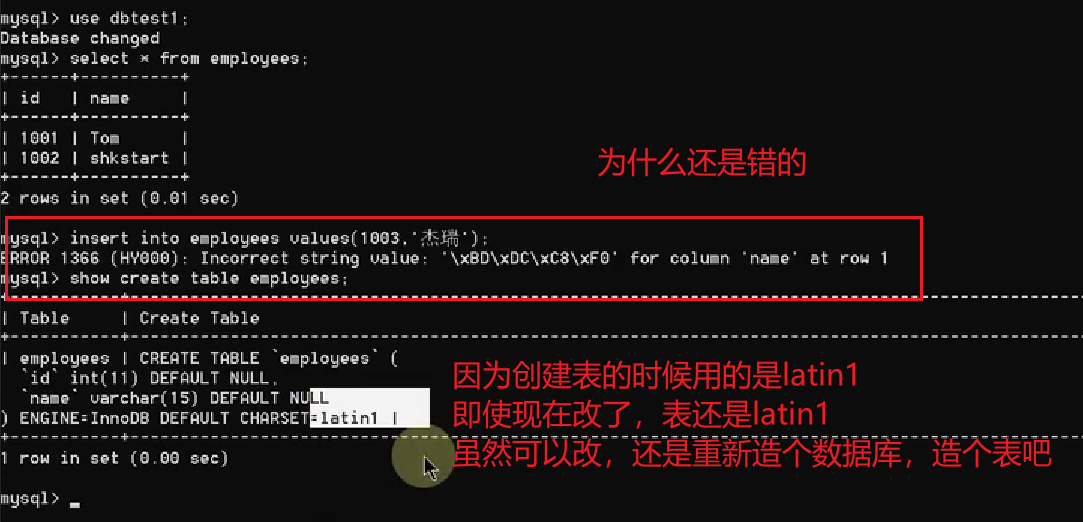 mysql> use dbtest1;
Database changed
mysql> select * from employees;
+------+----------+
| id   | name     |
+------+----------+
| 1001 | Tom      |
| 1002 | shkstart |
+------+----------+
为什么还是错的
2 rows in set (0.01 sec)
mysql> insert into employees values(1003,'杰瑞');
ERROR 1366 (HY000): Incorrect string value: '\xBD\xDC\xC8\xF0' for column 'name' at row 1
mysql> show create table employees;
| Table     | Create Table
| employees | CREATE TABLE `employees` (
`id` int(11) DEFAULT NULL,
`name` varchar(15) DEFAULT NULL
) ENGINE=InnoDB DEFAULT CHARSET=latin1 |
因为创建表的时候用的是latin1
即使现在改了，表还是latin1
虽然可以改，还是重新造个数据库，造个表吧
1 row in set (0.00 sec)
mysql> _